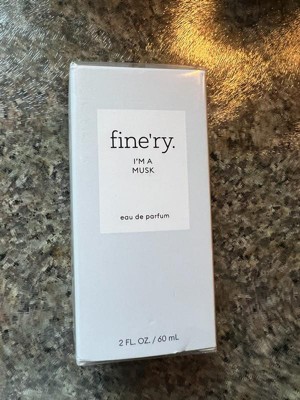 fine'ry.
I'M A
MUSK
eau de parfum
2 FL. OZ. / 60 mL